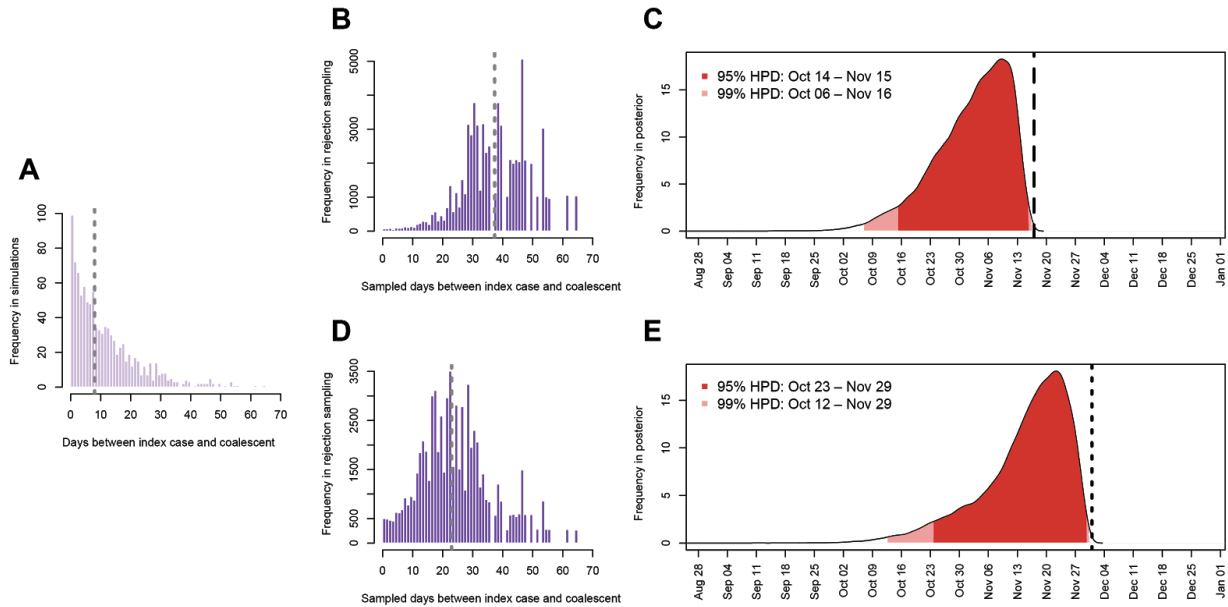 A
Frequency in simulations
0 20 40 60 80 100
0 10 20 30 40 50 60 70
Days between index case and coalescent
B
Frequency in rejection sampling
0 1000 3000 5000
0 10 20 30 40 50 60 70
Sampled days between index case and coalescent
C
Frequency in posterior
0 5 10 15
95% HPD: Oct 14 – Nov 15
99% HPD: Oct 06 – Nov 16
Aug 28 Sep 04 Sep 11 Sep 18 Sep 25 Oct 02 Oct 09 Oct 16 Oct 23 Oct 30 Nov 06 Nov 13 Nov 20 Nov 27 Dec 04 Dec 11 Dec 18 Dec 25 Jan 01
D
Frequency in rejection sampling
0 500 1500 2500 3500
0 10 20 30 40 50 60 70
Sampled days between index case and coalescent
E
Frequency in posterior
0 5 10 15
95% HPD: Oct 23 – Nov 29
99% HPD: Oct 12 – Nov 29
Aug 28 Sep 04 Sep 11 Sep 18 Sep 25 Oct 02 Oct 09 Oct 16 Oct 23 Oct 30 Nov 06 Nov 13 Nov 20 Nov 27 Dec 04 Dec 11 Dec 18 Dec 25 Jan 01